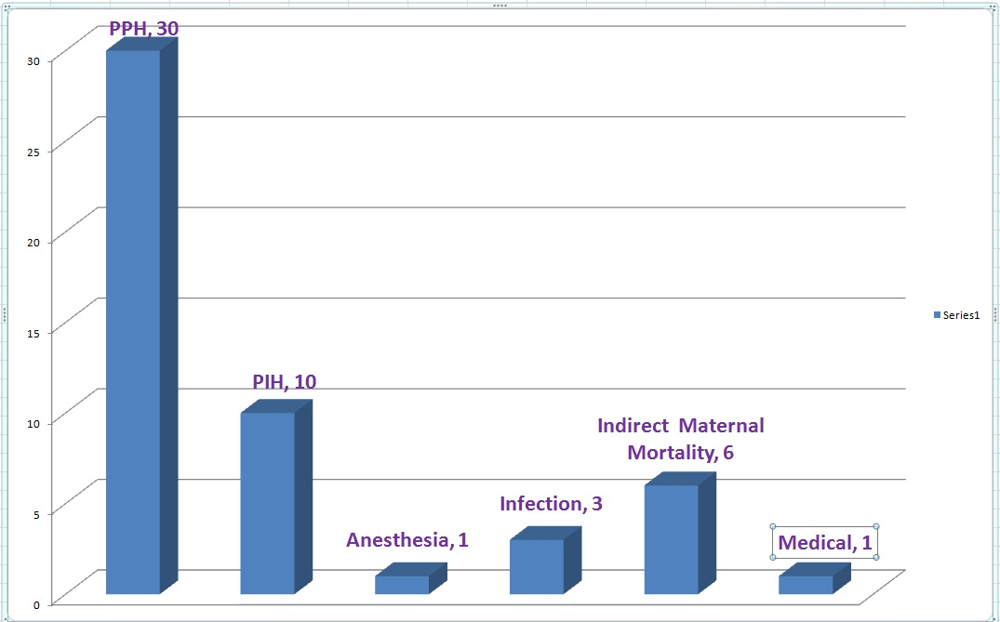 PPH, 30
30
25
20
15
10
5
0
PIH, 10
Anesthesia, 1
Infection, 3
Indirect Maternal
Mortality, 6
Medical, 1
Series1